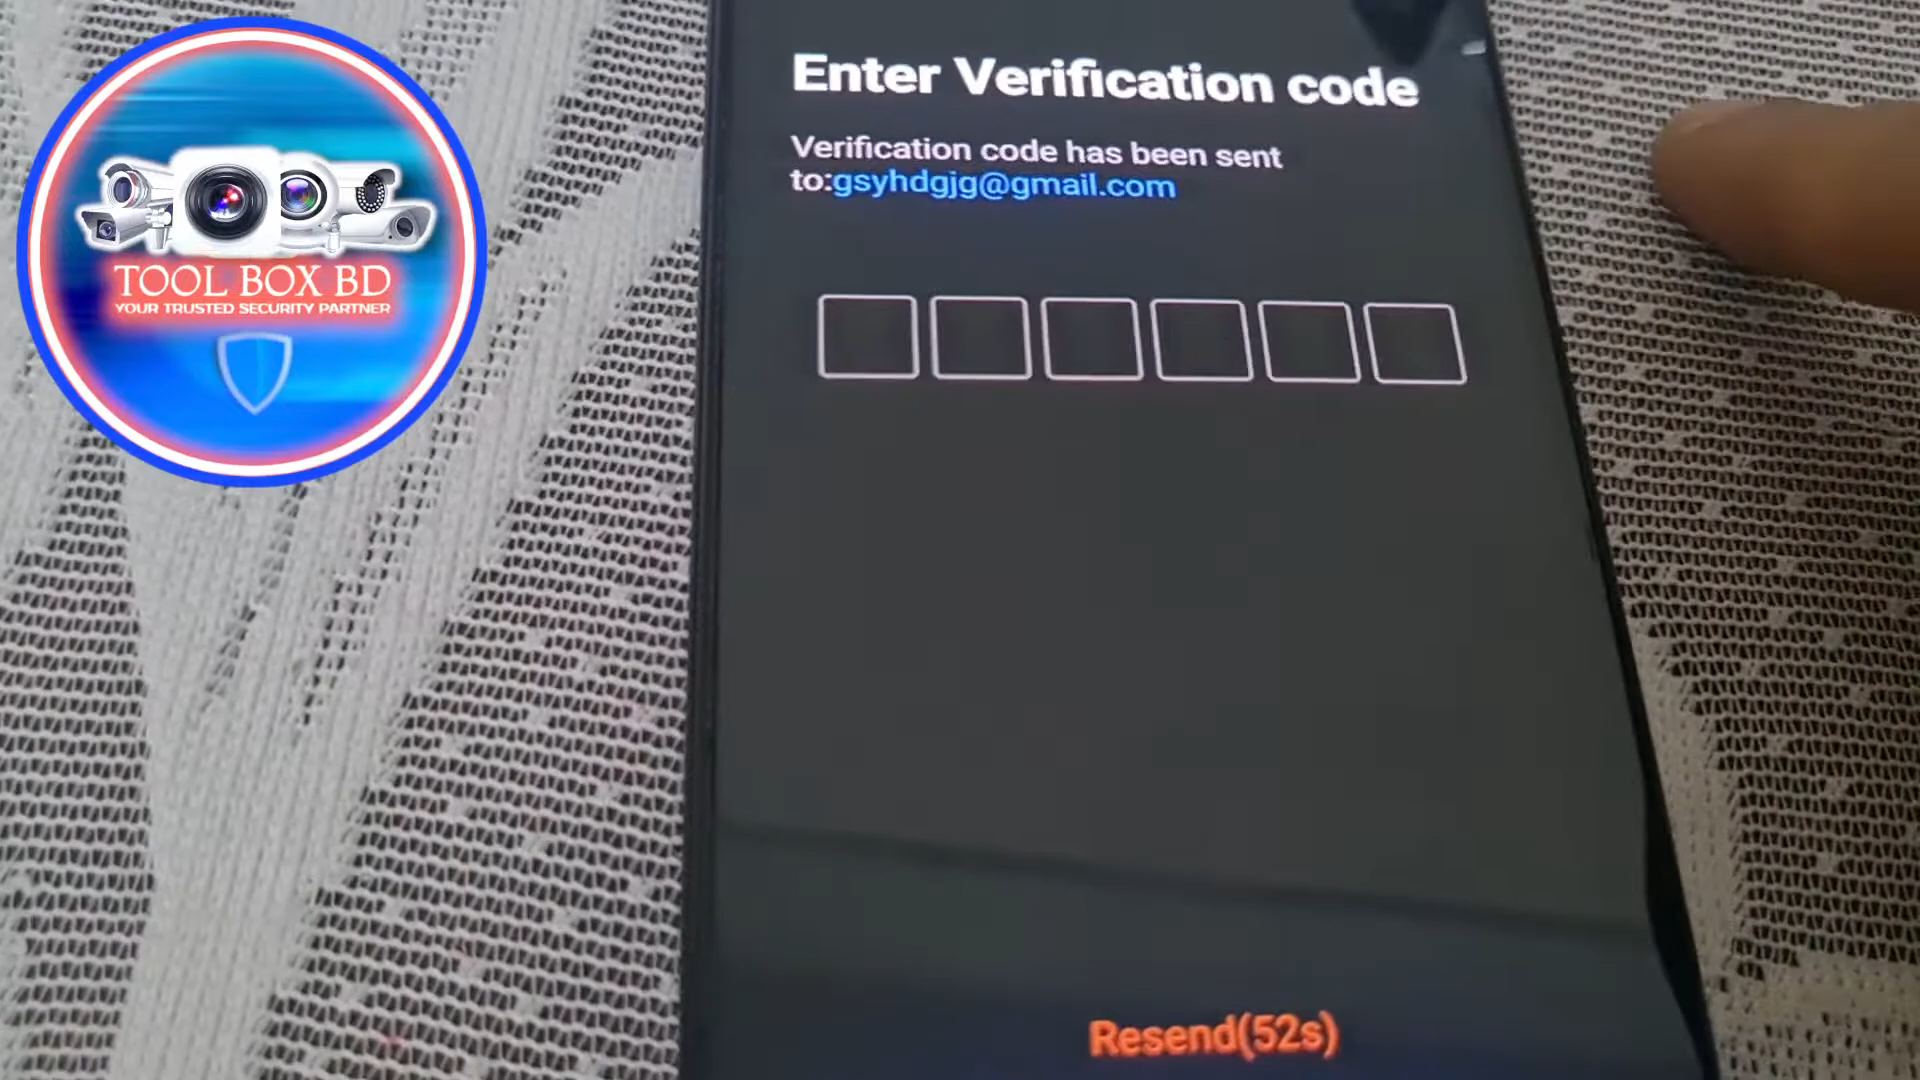 TOOL BOX BD
YOUR TRUSTED SECURITY PARTNER
Enter Verification code
Verification code has been sent
to:gsyhdgjg@gmail.com
Resend(52s)